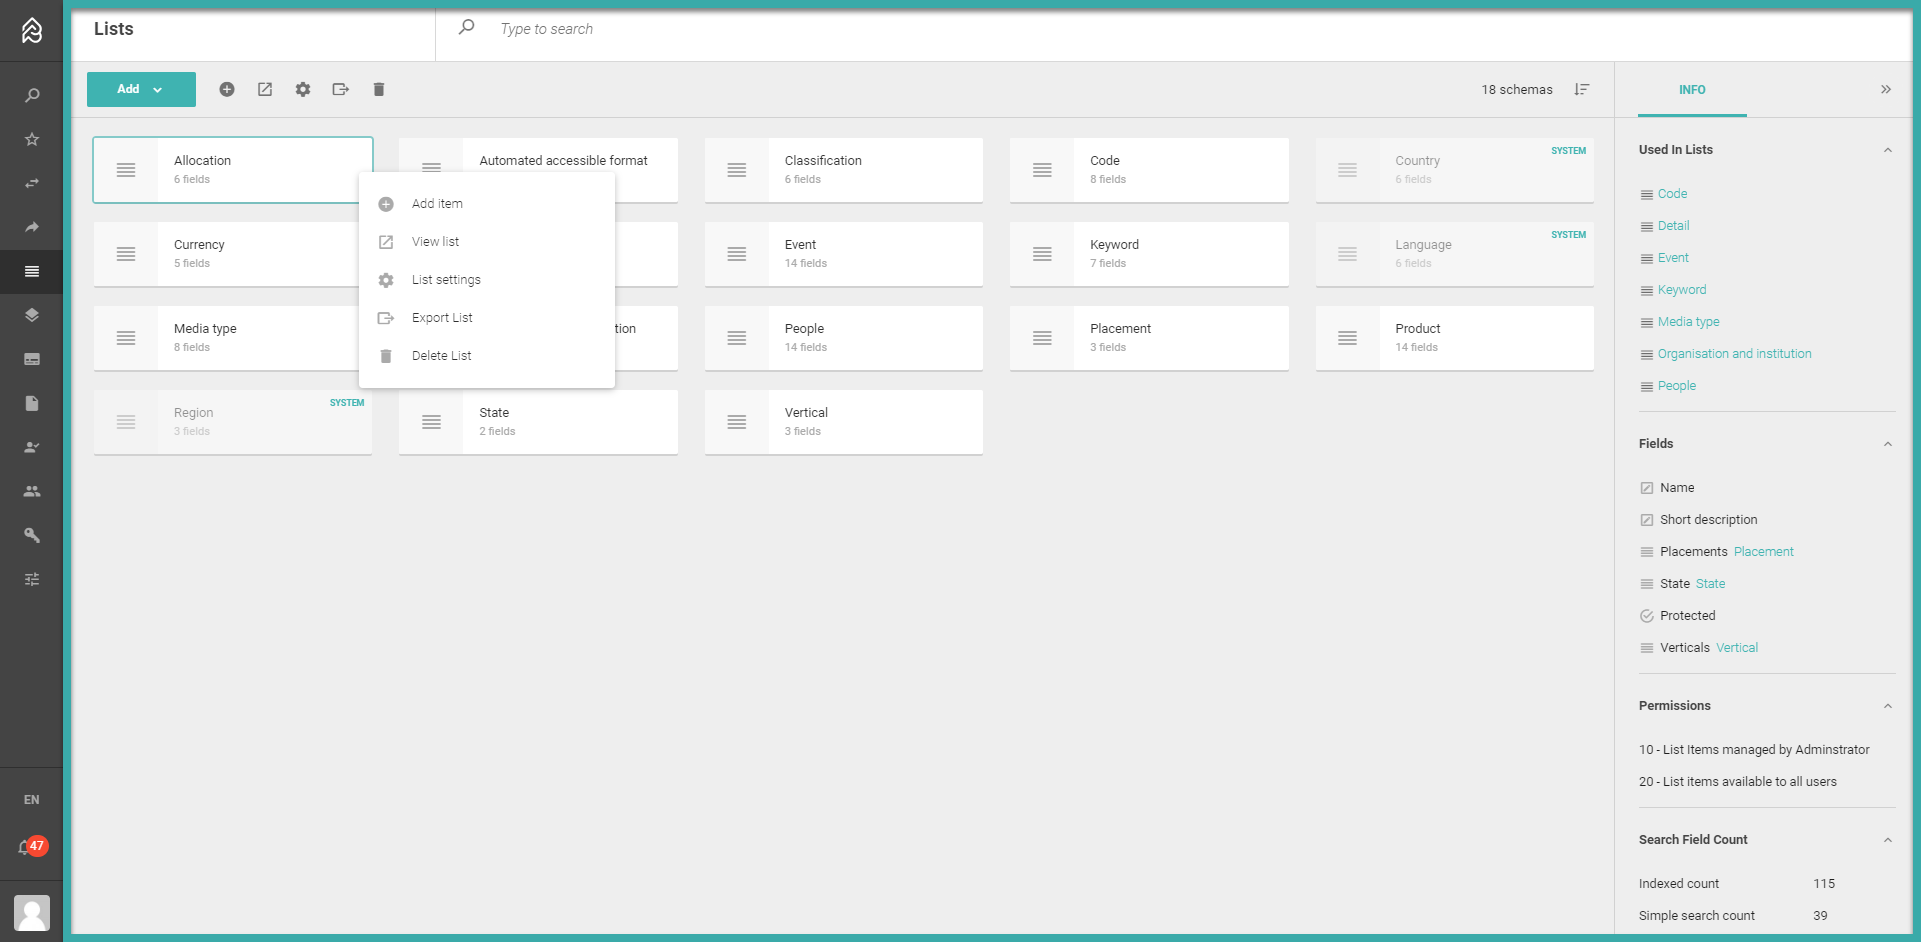 Lists
Type to search
Add
18 schemas
INFO
Allocation
6 fields
Automated accessible format
Classification
6 fields
Code
8 fields
SYSTEM
Country
6 fields
Add item
View list
List settings
Export List
Delete List
Currency
5 fields
Event
14 fields
Keyword
7 fields
SYSTEM
Language
6 fields
Media type
8 fields
tion
People
14 fields
Placement
3 fields
Product
14 fields
SYSTEM
Region
3 fields
State
2 fields
Vertical
3 fields
Used In Lists
Code
Detail
Event
Keyword
Media type
Organisation and institution
People
Fields
Name
Short description
Placements Placement
State State
Protected
Verticals Vertical
Permissions
10 - List Items managed by Adminstrator
20 - List items available to all users
Search Field Count
Indexed count 115
Simple search count 39
EN
47